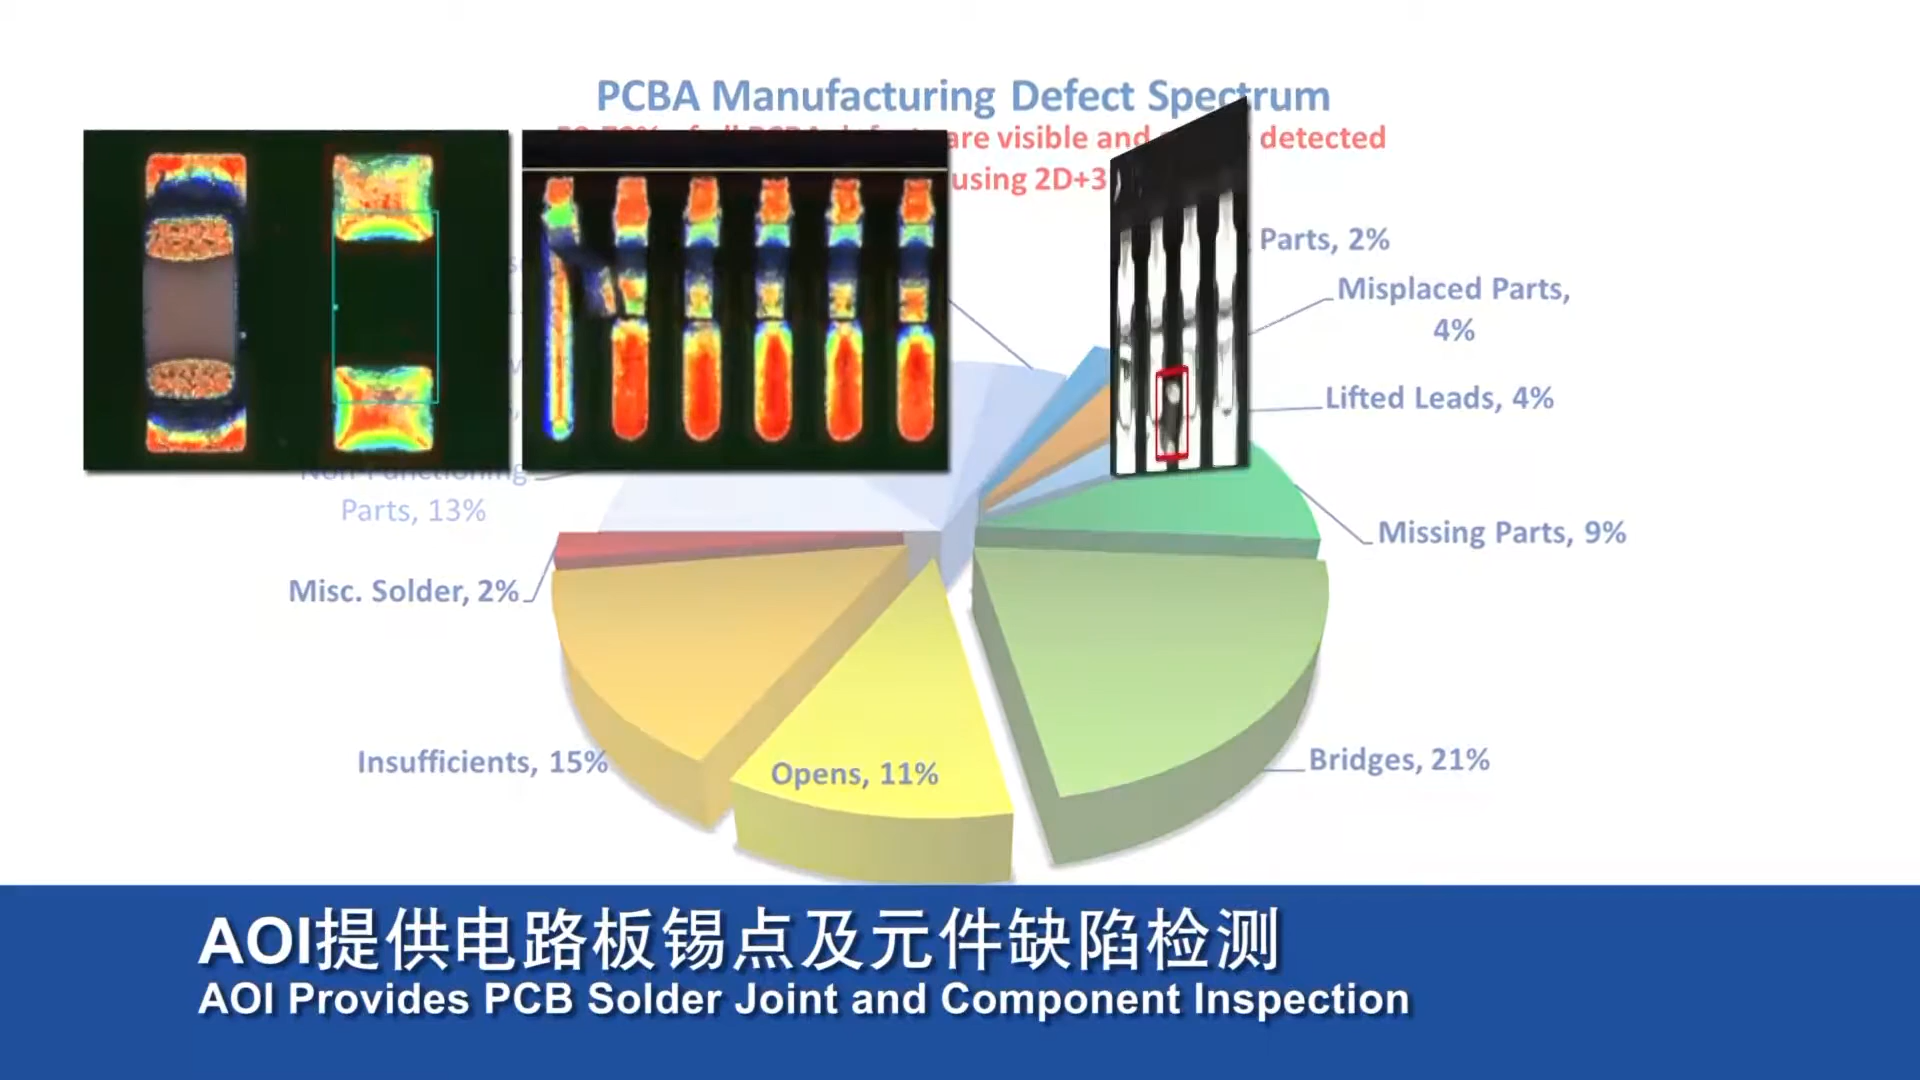 PCBA Manufacturing Defect Spectrum
are visible and detected
using 2D+3
Parts, 2%
Misplaced Parts,
4%
Lifted Leads, 4%
Non-Functioning
Parts, 13%
Missing Parts, 9%
Misc. Solder, 2%
Insufficients, 15%
Opens, 11%
Bridges, 21%
AOI提供电路板锡点及元件缺陷检测
AOI Provides PCB Solder Joint and Component Inspection